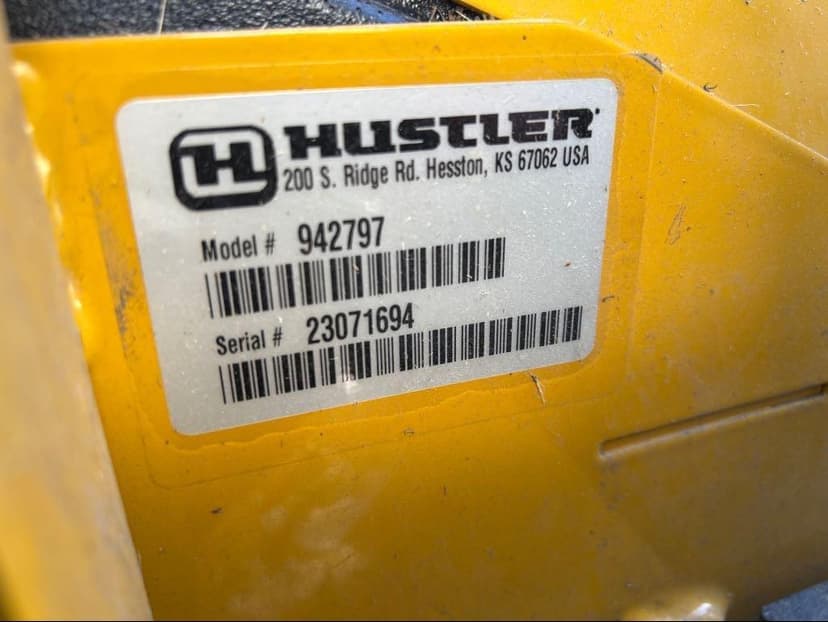 H HUSTLER
200 S. Ridge Rd. Hesston, KS 67062 USA
Model # 942797
Serial # 23071694